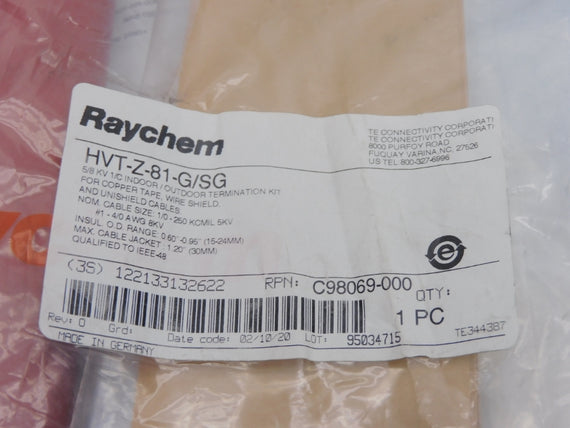 Raychem
TE CONNECTIVITY CORPORATI
TE CONNECTIVITY CORPORATI
8000 PURFOY ROAD
FUQUAY VARINA, NC. 27526
US TEL 800-327-6996
HVT-Z-81-G/SG
5/8 KV 1/C INDOOR / OUTDOOR TERMINATION KIT
FOR COPPER TAPE, WIRE SHIELD,
AND UNISHIELD CABLES
NOM. CABLE SIZE: 1/0 - 250 KCMIL 5KV
#1 - 4/0 AWG 8KV
INSUL. O.D. RANGE: 0.60"-0.95" (15-24MM)
MAX. CABLE JACKET : 1.20" (30MM)
QUALIFIED TO IEEE-48
(3S) 122133132622
RPN: C98069-000
QTY:
1 PC
Rev: D Grd: Date code: 02/10/20 LOT: 95034715
TE344387
MADE IN GERMANY